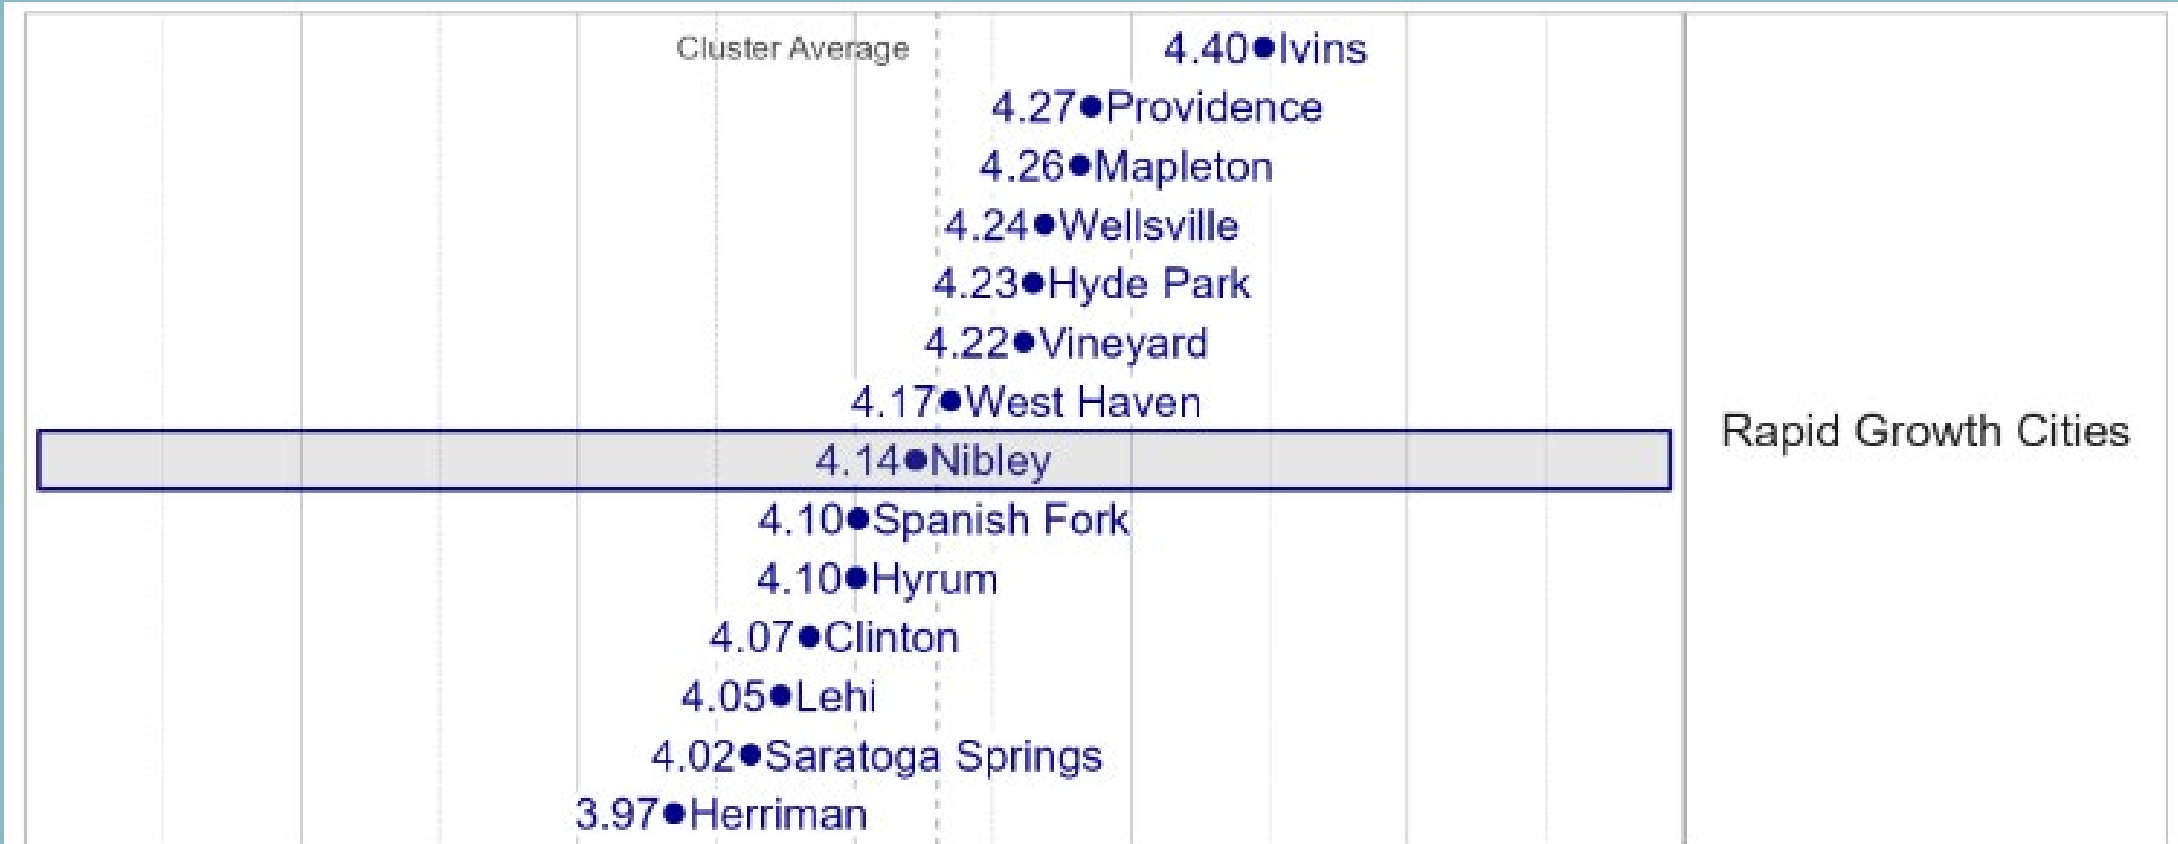 Cluster Average
4.40 Ivins
4.27 Providence
4.26 Mapleton
4.24 Wellsville
4.23 Hyde Park
4.22 Vineyard
4.17 West Haven
Rapid Growth Cities
4.14 Nibley
4.10 Spanish Fork
4.10 Hyrum
4.07 Clinton
4.05 Lehi
4.02 Saratoga Springs
3.97 Herriman